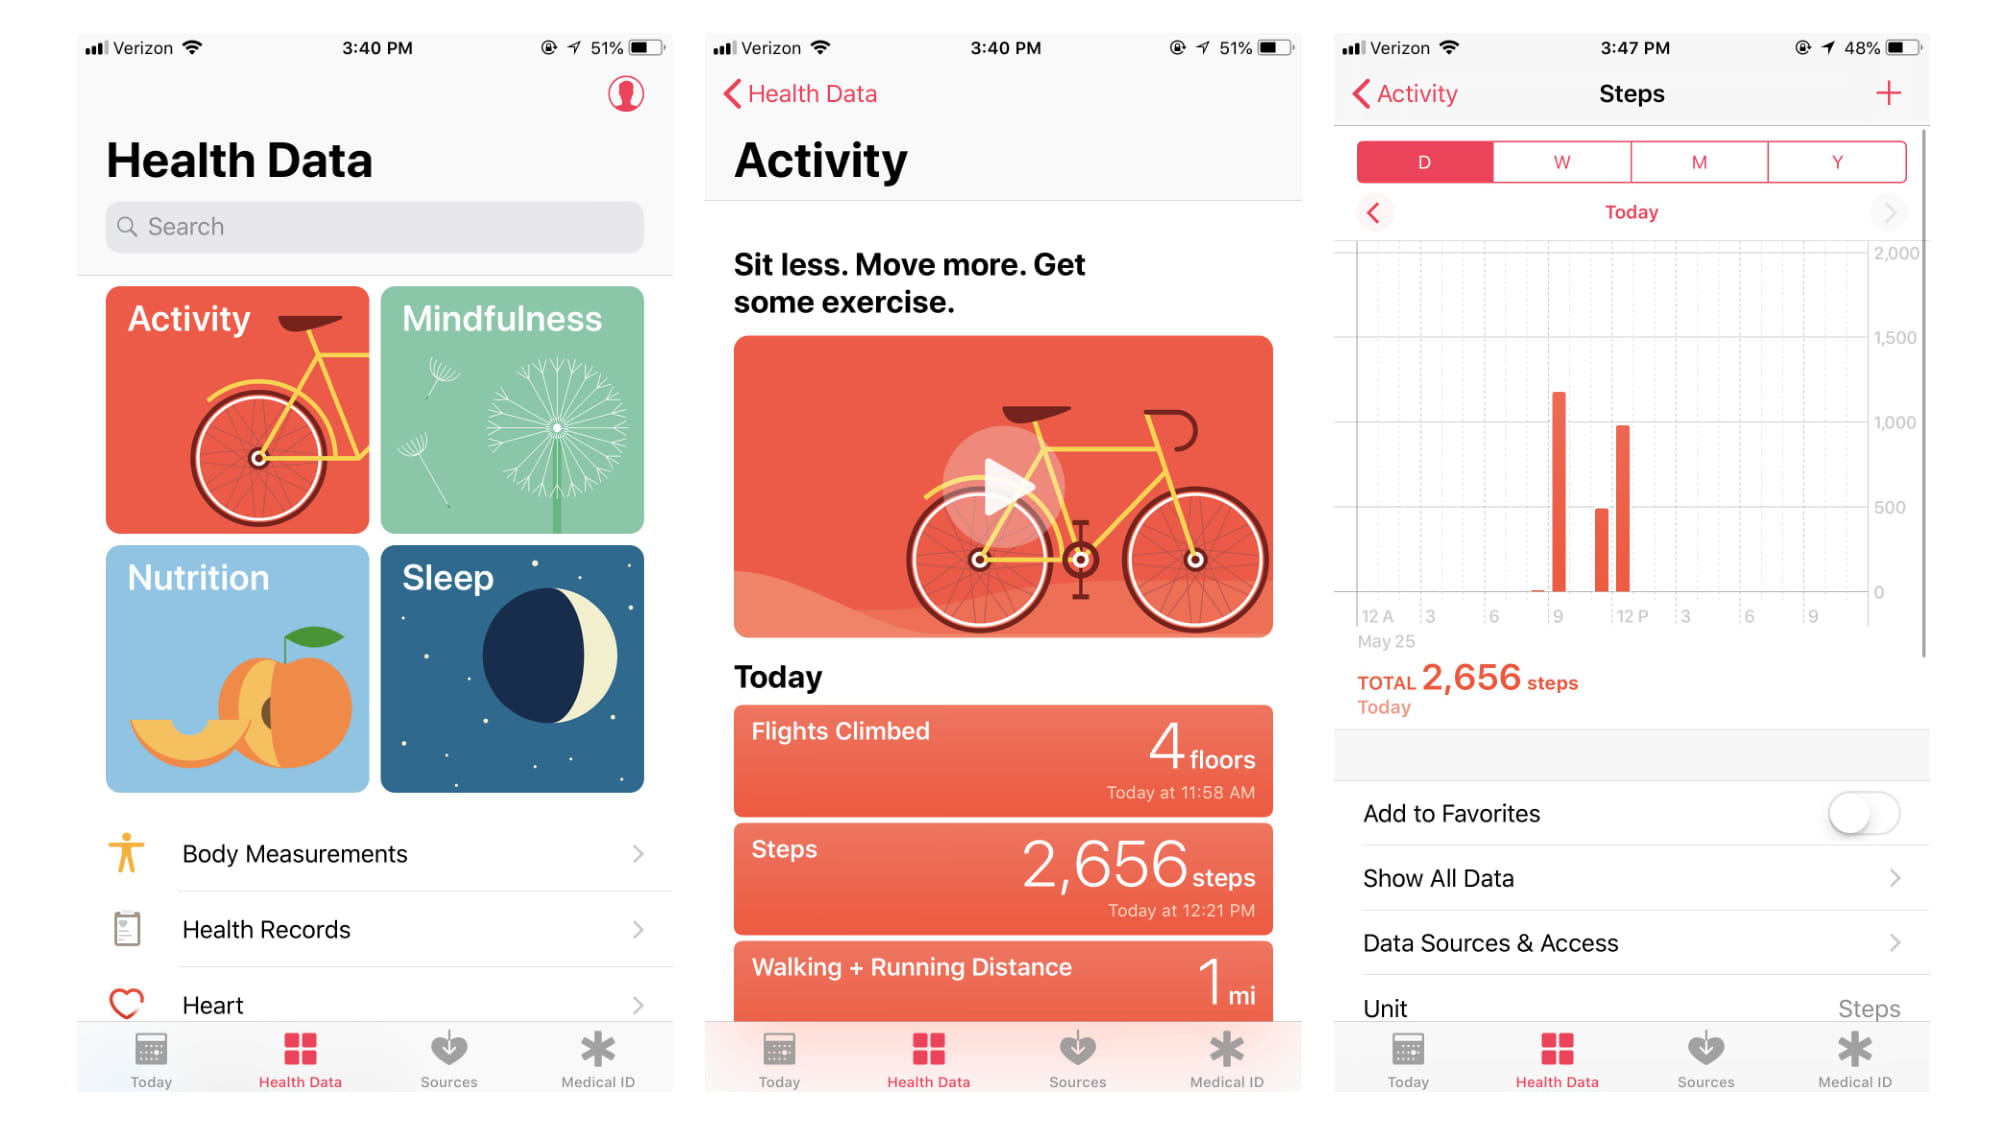 Verizon 3:40 PM 51%
Health Data
Search
Activity
Mindfulness
Nutrition
Sleep
Body Measurements
Health Records
Heart
Today Health Data Sources Medical ID
Verizon 3:40 PM 51%
Health Data
Activity
Sit less. Move more. Get
some exercise.
Today
Flights Climbed
4 floors
Today at 11:58 AM
Steps
2,656 steps
Today at 12:21 PM
Walking + Running Distance
1 mi
Today Health Data Sources Medical ID
Verizon 3:47 PM 48%
Activity Steps +
D W M Y
Today
2,000
1,500
1,000
500
0
12 A 3 6 9 12 P 3 6 9
May 25
TOTAL 2,656 steps
Today
Add to Favorites
Show All Data
Data Sources & Access
Unit Steps
Today Health Data Sources Medical ID